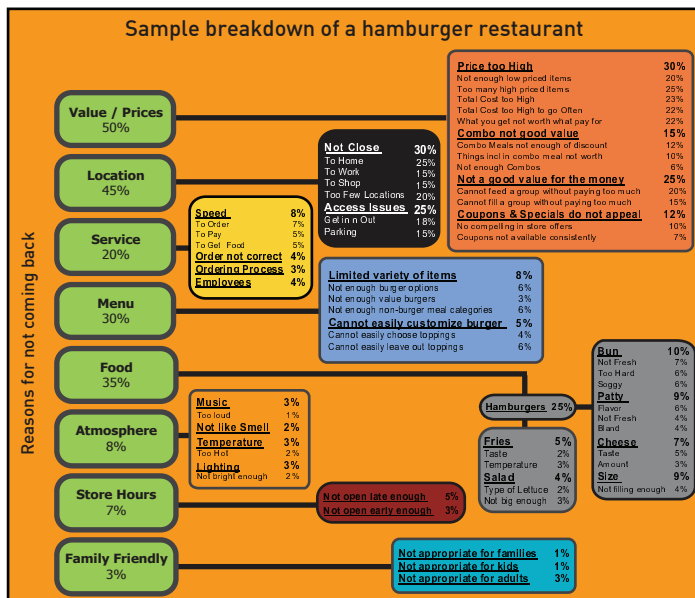 Sample breakdown of a hamburger restaurant
Reasons for not coming back
Value / Prices
50%
Price too High 30%
Not enough low priced items 20%
Too many high priced items 25%
Total Cost too High 23%
Total Cost too High to go Often 22%
What you get not worth what pay for 22%
Combo not good value 15%
Combo Meals not enough of discount 12%
Things incl in combo meal not worth 10%
Not enough Combos 6%
Not a good value for the money 25%
Cannot feed a group without paying too much 20%
Cannot fill a group without paying too much 15%
Coupons & Specials do not appeal 12%
No compelling in store offers 10%
Coupons not available consistently 7%
Location
45%
Not Close 30%
To Home 25%
To Work 15%
To Shop 15%
Too Few Locations 20%
Access Issues 25%
Get in n Out 18%
Parking 15%
Service
20%
Speed 8%
To Order 7%
To Pay 5%
To Get Food 5%
Order not correct 4%
Ordering Process 3%
Employees 4%
Menu
30%
Limited variety of items 8%
Not enough burger options 6%
Not enough value burgers 3%
Not enough non-burger meal categories 6%
Cannot easily customize burger 5%
Cannot easily choose toppings 4%
Cannot easily leave out toppings 6%
Food
35%
Hamburgers 25%
Bun 10%
Not Fresh 7%
Too Hard 6%
Soggy 6%
Patty 9%
Flavor 6%
Not Fresh 4%
Bland 4%
Cheese 7%
Taste 5%
Amount 3%
Size 9%
Not filling enough 4%
Fries 5%
Taste 2%
Temperature 3%
Salad 4%
Type of Lettuce 2%
Not big enough 3%
Atmosphere
8%
Music 3%
Too loud 1%
Not like Smell 2%
Temperature 3%
Too Hot 2%
Lighting 3%
Not bright enough 2%
Store Hours
7%
Not open late enough 5%
Not open early enough 3%
Family Friendly
3%
Not appropriate for families 1%
Not appropriate for kids 1%
Not appropriate for adults 3%